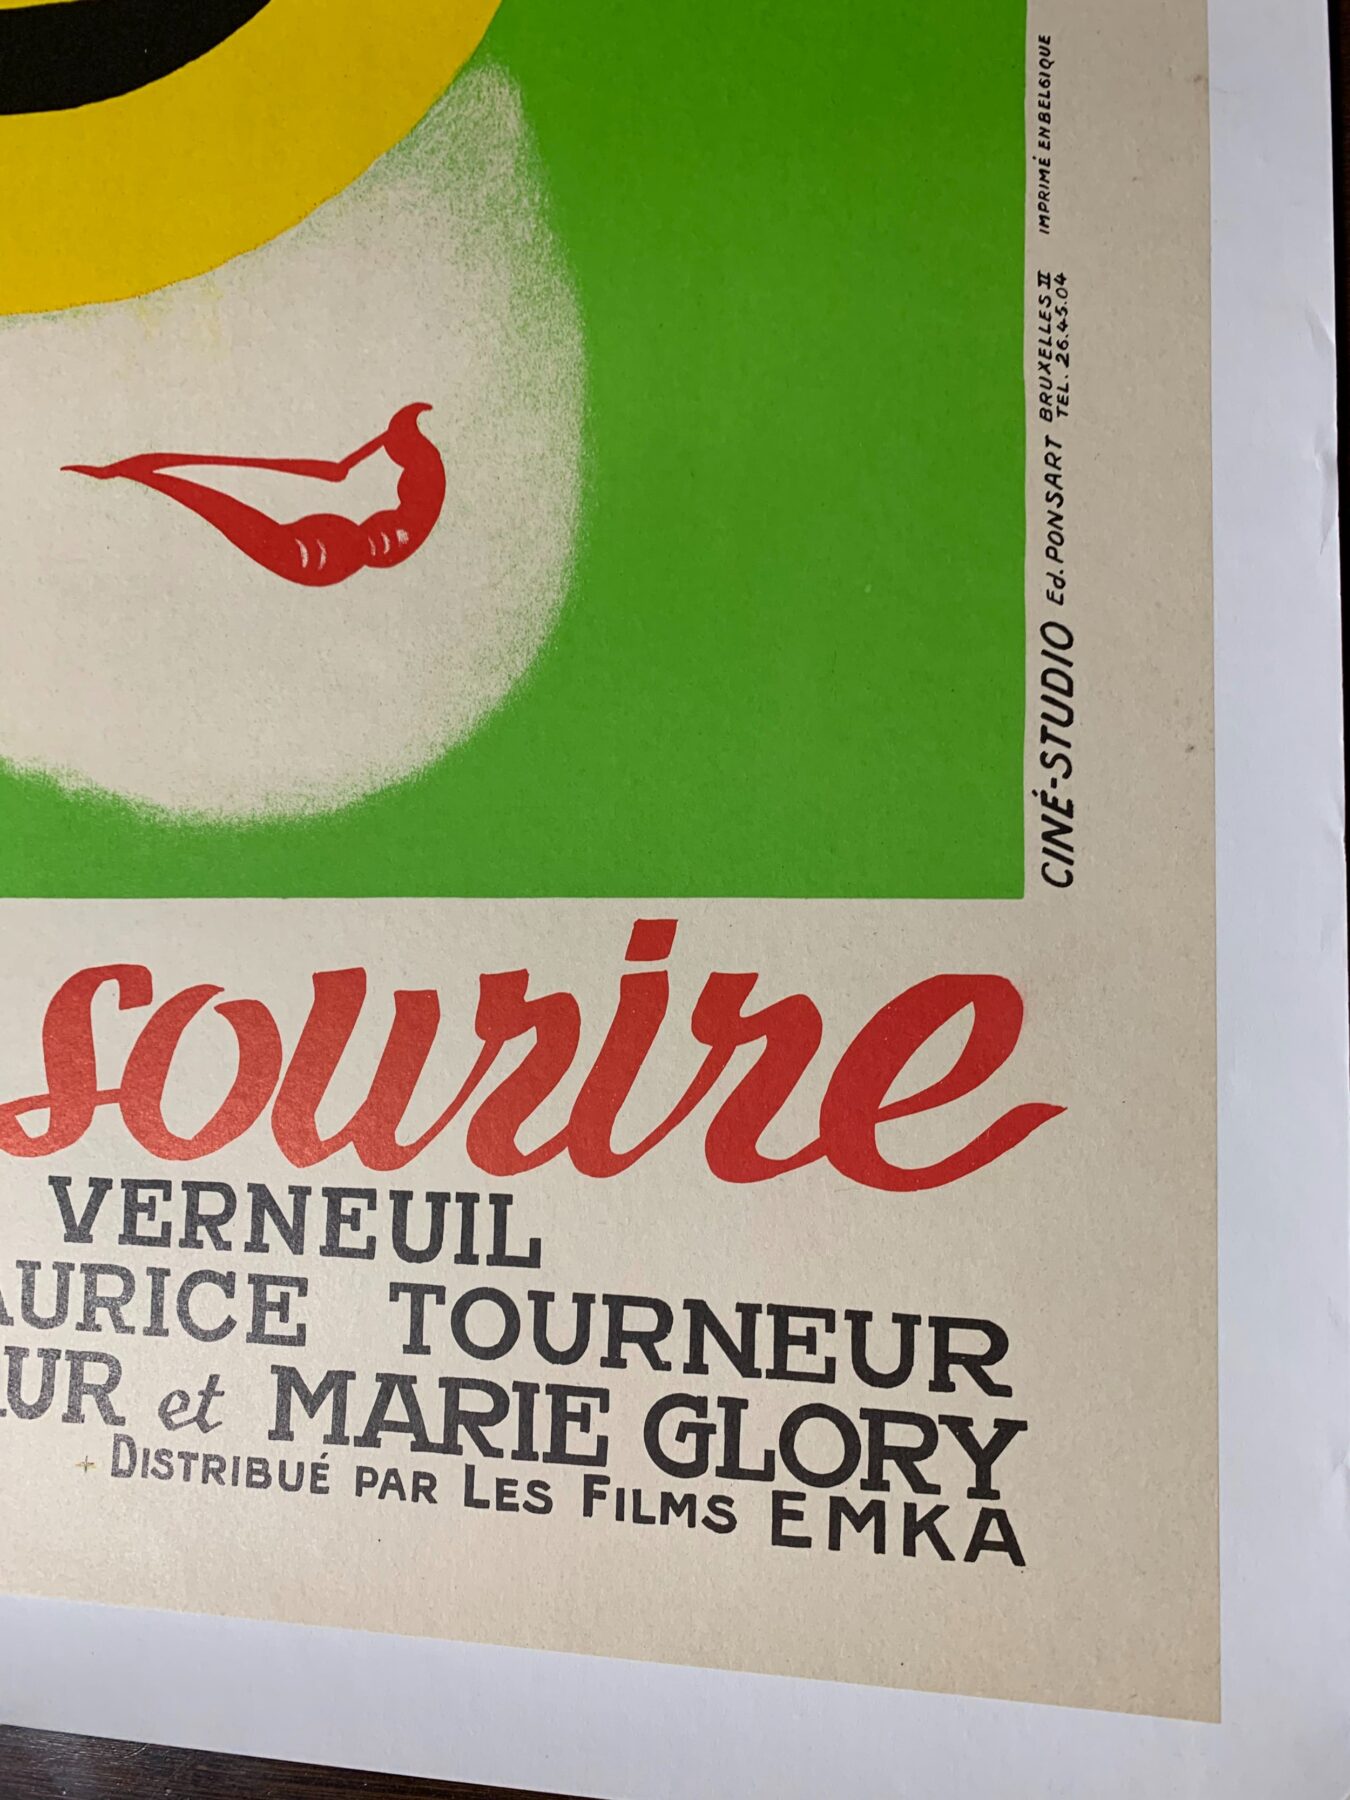 IMPRIMÉ EN BELGIQUE
CINÉ-STUDIO Ed. PONSART BRUXELLES II
TEL. 26.45.04
sourire
VERNEUIL
AURICE TOURNEUR
UR et MARIE GLORY
+ DISTRIBUÉ PAR LES FILMS EMKA